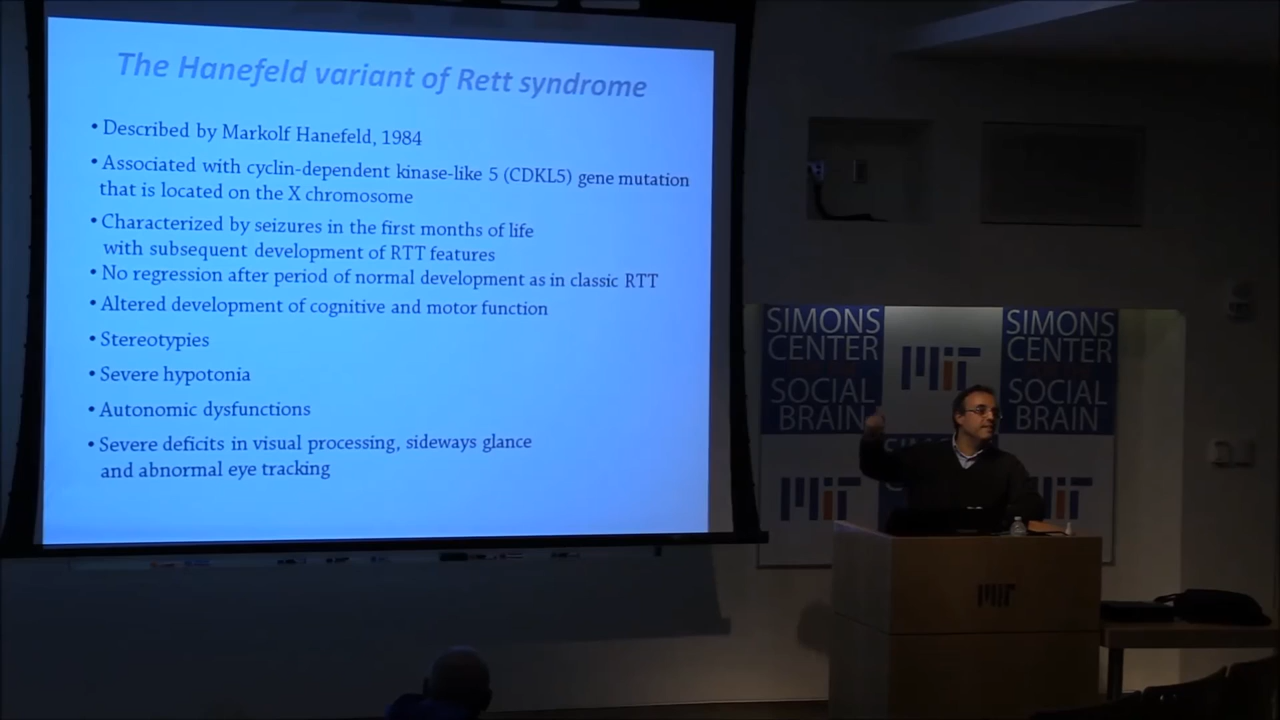 The Hanefeld variant of Rett syndrome
• Described by Markolf Hanefeld, 1984
• Associated with cyclin-dependent kinase-like 5 (CDKL5) gene mutation
that is located on the X chromosome
• Characterized by seizures in the first months of life
with subsequent development of RTT features
• No regression after period of normal development as in classic RTT
• Altered development of cognitive and motor function
• Stereotypies
• Severe hypotonia
• Autonomic dysfunctions
• Severe deficits in visual processing, sideways glance
and abnormal eye tracking
SIMONS
CENTER
SOCIAL
BRAIN
MIT
SIMONS
CENTER
SOCIAL
BRAIN
MIT
MIT
MIT